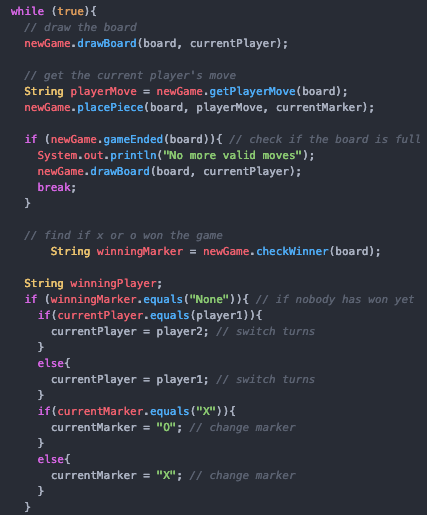 while (true){
// draw the board
newGame.drawBoard(board, currentPlayer);
// get the current player's move
String playerMove = newGame.getPlayerMove(board);
newGame.placePiece(board, playerMove, currentMarker);
if (newGame.gameEnded(board)){ // check if the board is full
System.out.println("No more valid moves");
newGame.drawBoard(board, currentPlayer);
break;
}
// find if x or o won the game
String winningMarker = newGame.checkWinner(board);
String winningPlayer;
if (winningMarker.equals("None")){ // if nobody has won yet
if(currentPlayer.equals(player1)){
currentPlayer = player2; // switch turns
}
else{
currentPlayer = player1; // switch turns
}
if(currentMarker.equals("X")){
currentMarker = "O"; // change marker
}
else{
currentMarker = "X"; // change marker
}
}